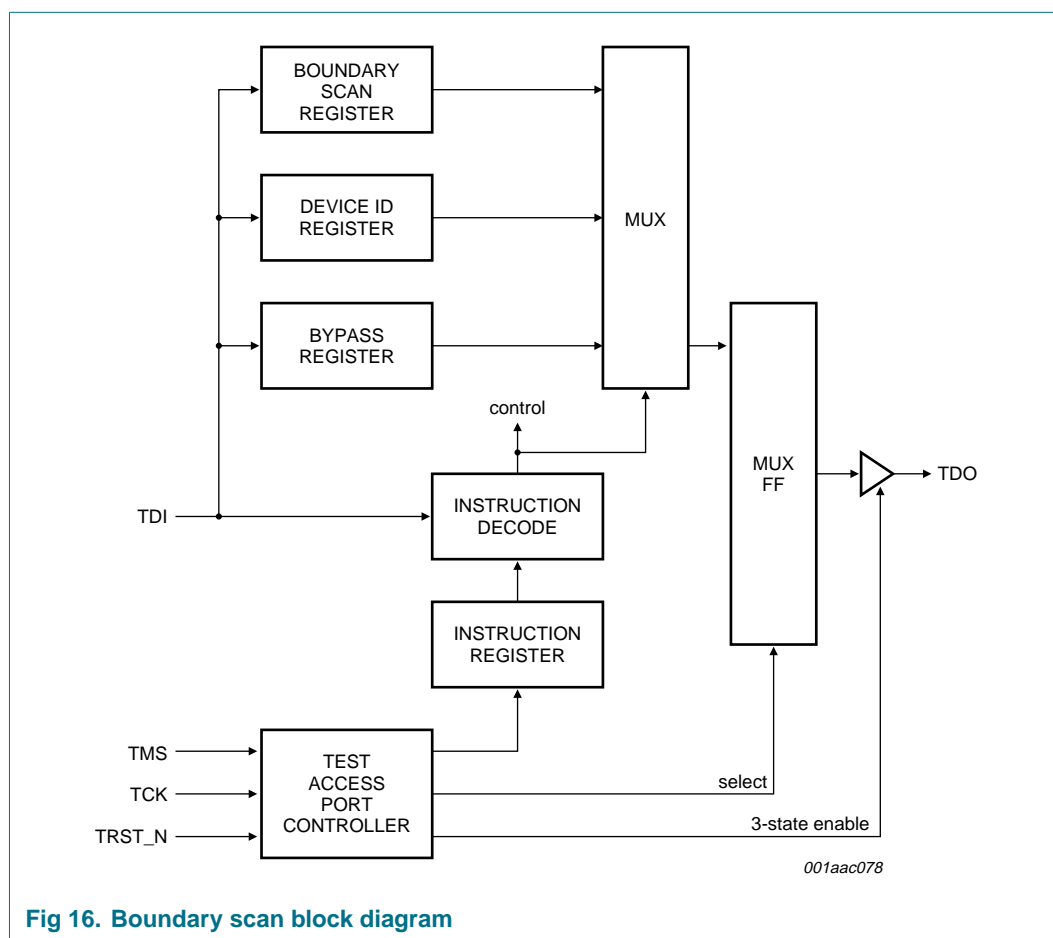 BOUNDARY
SCAN
REGISTER
DEVICE ID
REGISTER
MUX
BYPASS
REGISTER
control
MUX
FF
TDO
TDI
INSTRUCTION
DECODE
INSTRUCTION
REGISTER
TMS
TCK
TRST_N
TEST
ACCESS
PORT
CONTROLLER
select
3-state enable
001aac078
Fig 16. Boundary scan block diagram